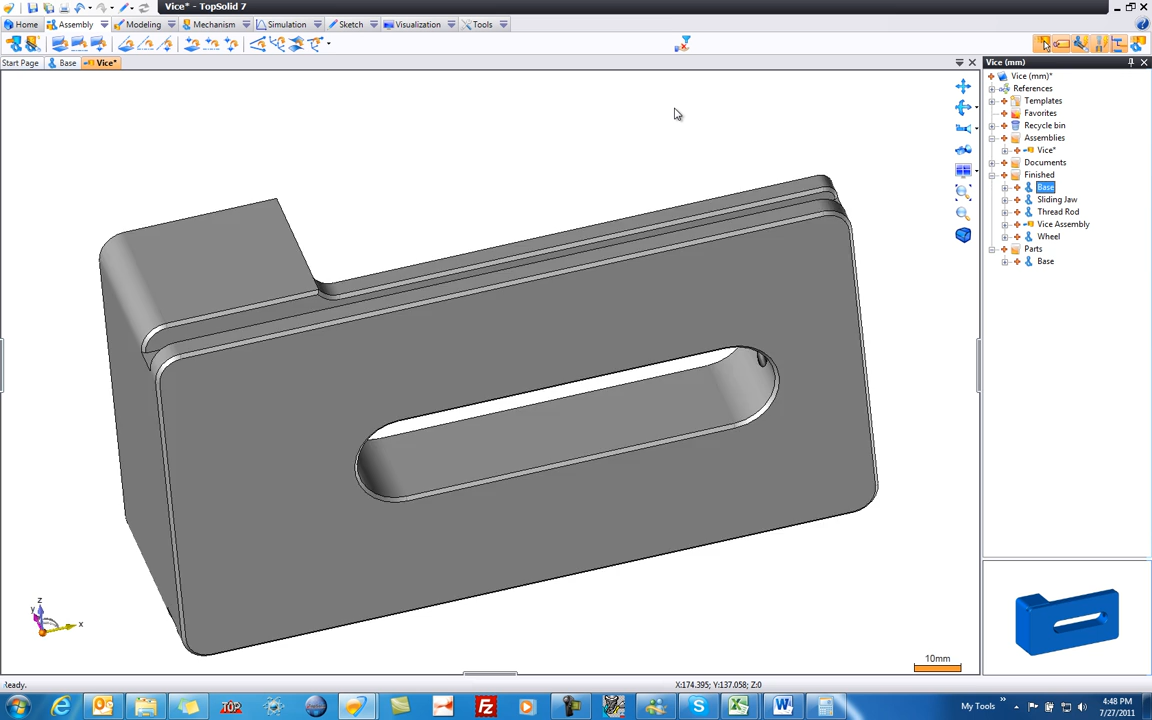 Vice* - TopSolid 7
Home
Assembly
Modeling
Mechanism
Simulation
Sketch
Visualization
Tools
Start Page
Base
Vice*
Vice (mm)
Vice (mm)*
References
Templates
Favorites
Recycle bin
Assemblies
Vice*
Documents
Finished
Base
Sliding Jaw
Thread Rod
Vice Assembly
Wheel
Parts
Base
z
y
x
10mm
Ready.
X:174.395; Y:137.058; Z:0
TOP
Fz
S
W
My Tools
4:48 PM
7/27/2011